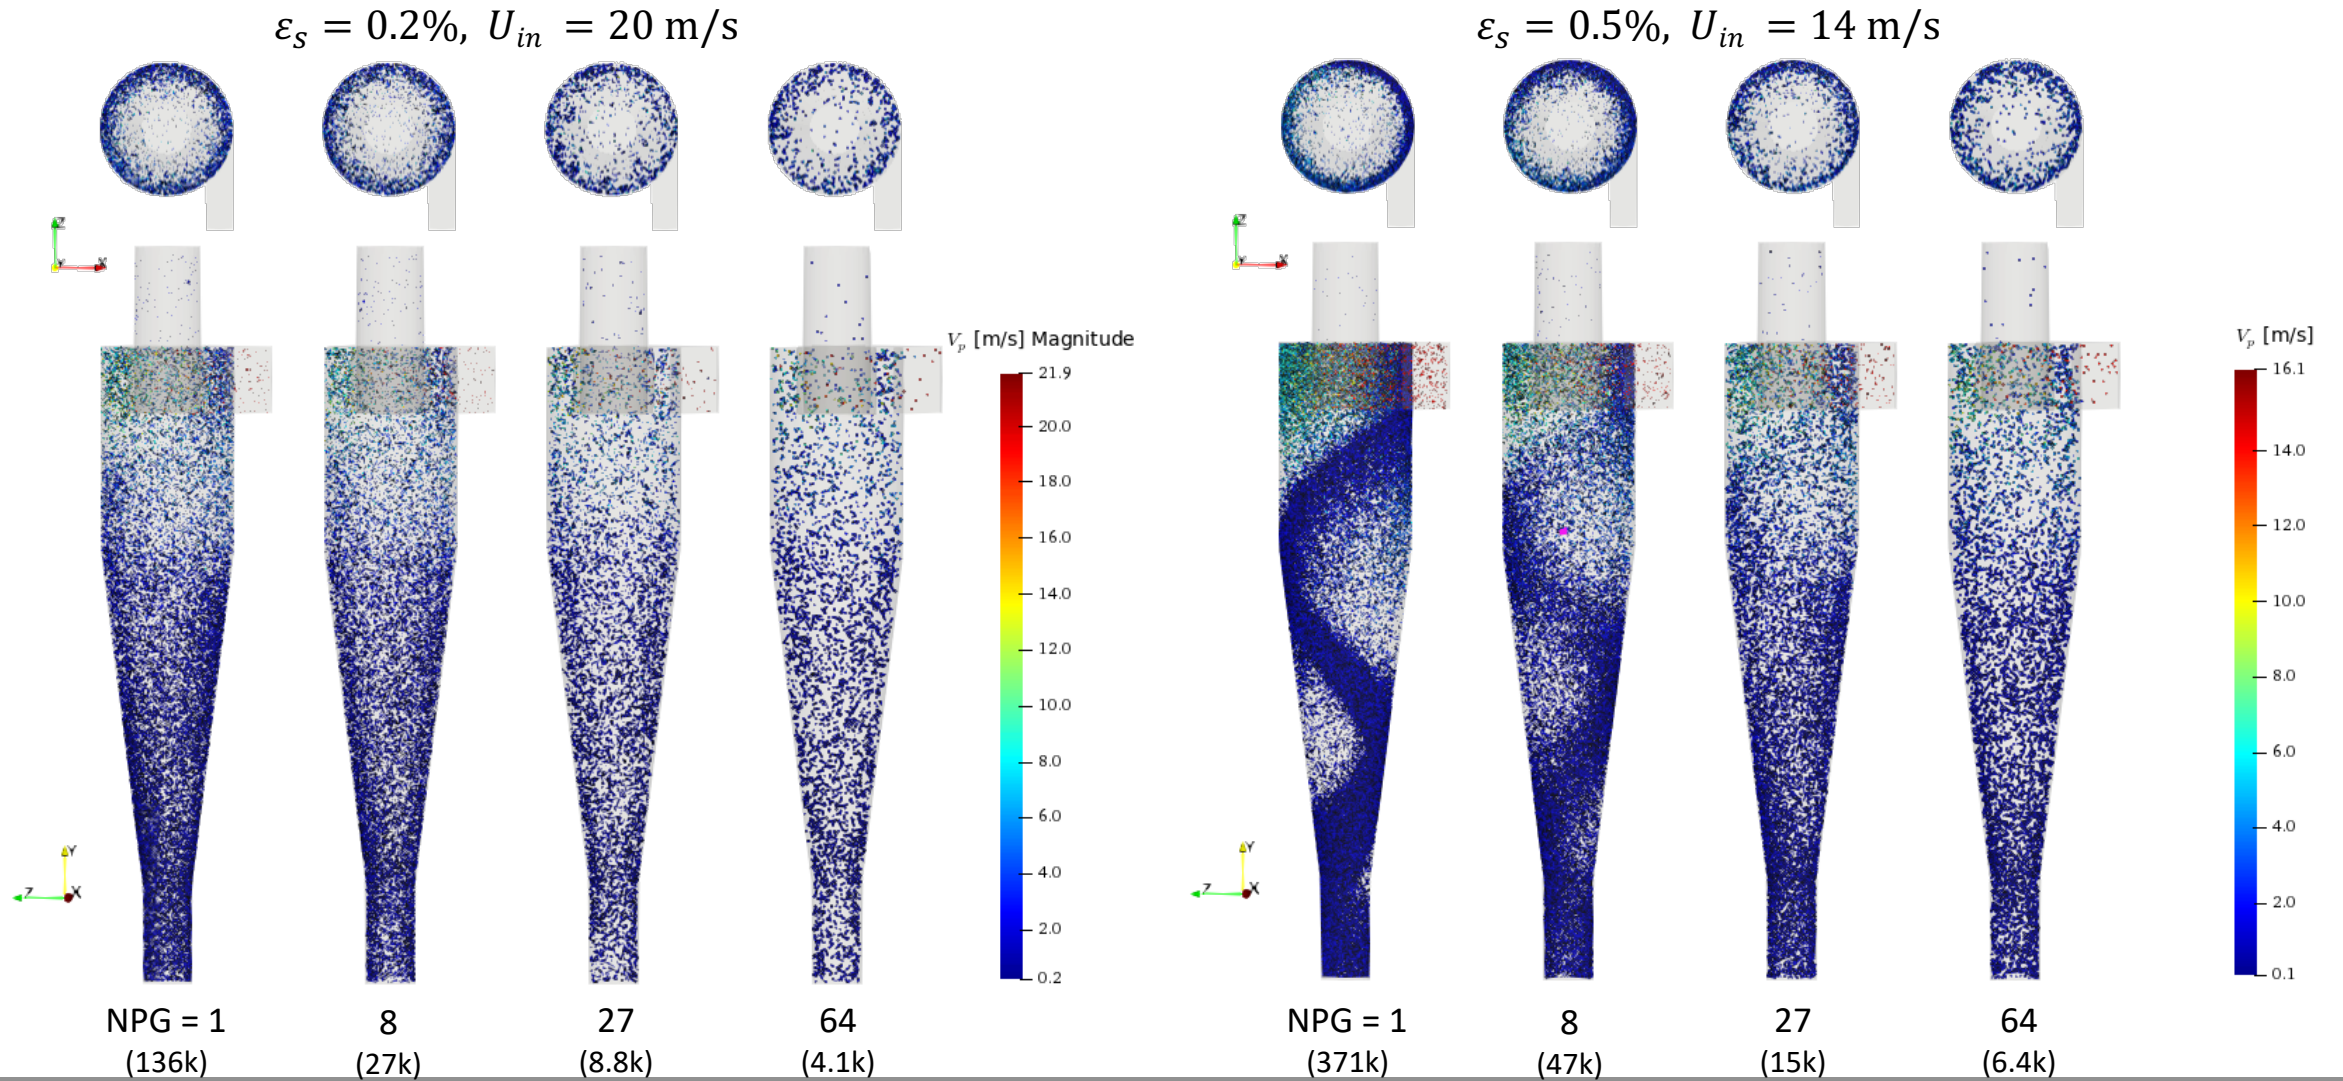 εs = 0.2%, Uin = 20 m/s
εs = 0.5%, Uin = 14 m/s
Z
Y
X
Z
Y
X
Vp [m/s] Magnitude
21.9
20.0
18.0
16.0
14.0
12.0
10.0
8.0
6.0
4.0
2.0
0.2
Vp [m/s]
16.1
14.0
12.0
10.0
8.0
6.0
4.0
2.0
0.1
Y
Z
X
Y
Z
X
NPG = 1
8
27
64
NPG = 1
8
27
64
(136k)
(27k)
(8.8k)
(4.1k)
(371k)
(47k)
(15k)
(6.4k)